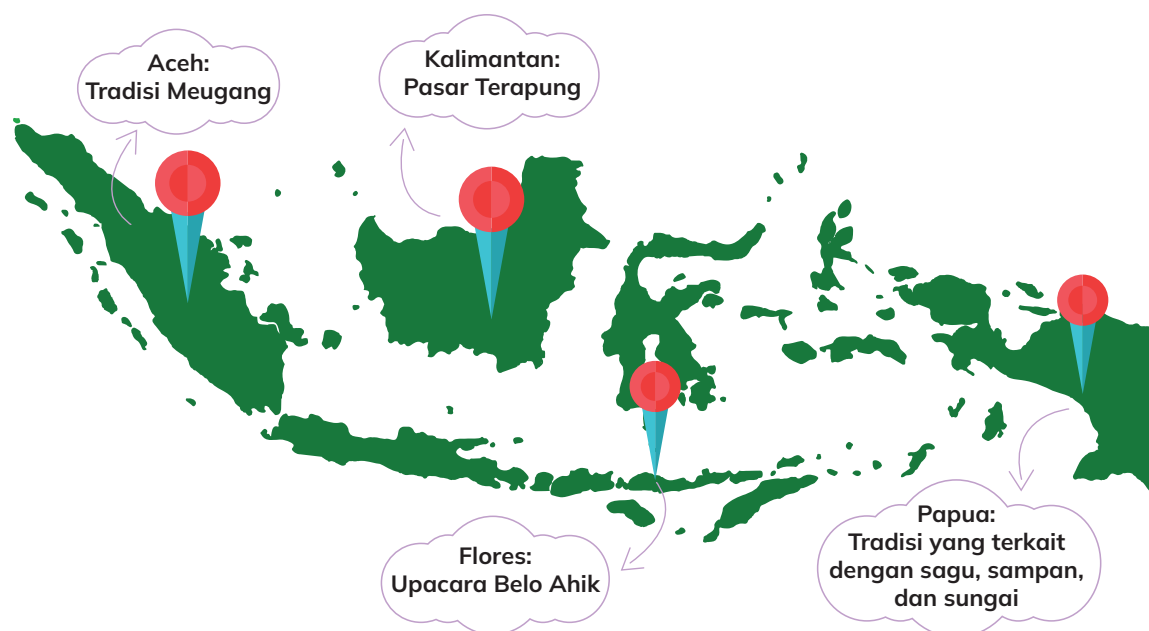 Aceh:
Tradisi Meugang
Kalimantan:
Pasar Terapung
Flores:
Upacara Belo Ahik
Papua:
Tradisi yang terkait
dengan sagu, sampan,
dan sungai